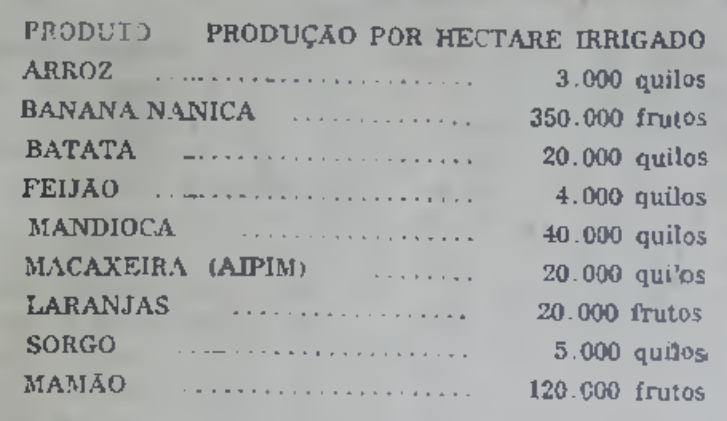 PRODUTO PRODUÇÃO POR HECTARE IRRIGADO
ARROZ ........................ 3.000 quilos
BANANA NANICA .............. 350.000 frutos
BATATA ...................... 20.000 quilos
FEIJÃO ........................ 4.000 quilos
MANDIOCA .................. 40.000 quilos
MACAXEIRA (AIPIM) ........ 20.000 quilos
LARANJAS .................. 20.000 frutos
SORGO ...................... 5.000 quilos
MAMÃO ...................... 120.000 frutos